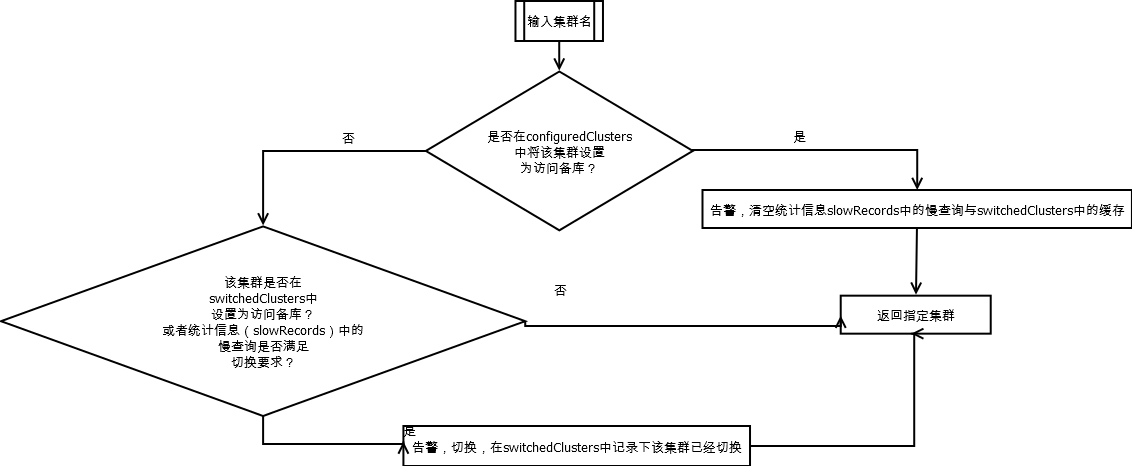 输入集群名
是否在configuredClusters
中将该集群设置
为访问备库？
否
是
告警，清空统计信息slowRecords中的慢查询与switchedClusters中的缓存
该集群是否在
switchedClusters中
设置为访问备库？
或者统计信息（slowRecords）中的
慢查询是否满足
切换要求？
否
返回指定集群
是
告警，切换，在switchedClusters中记录下该集群已经切换